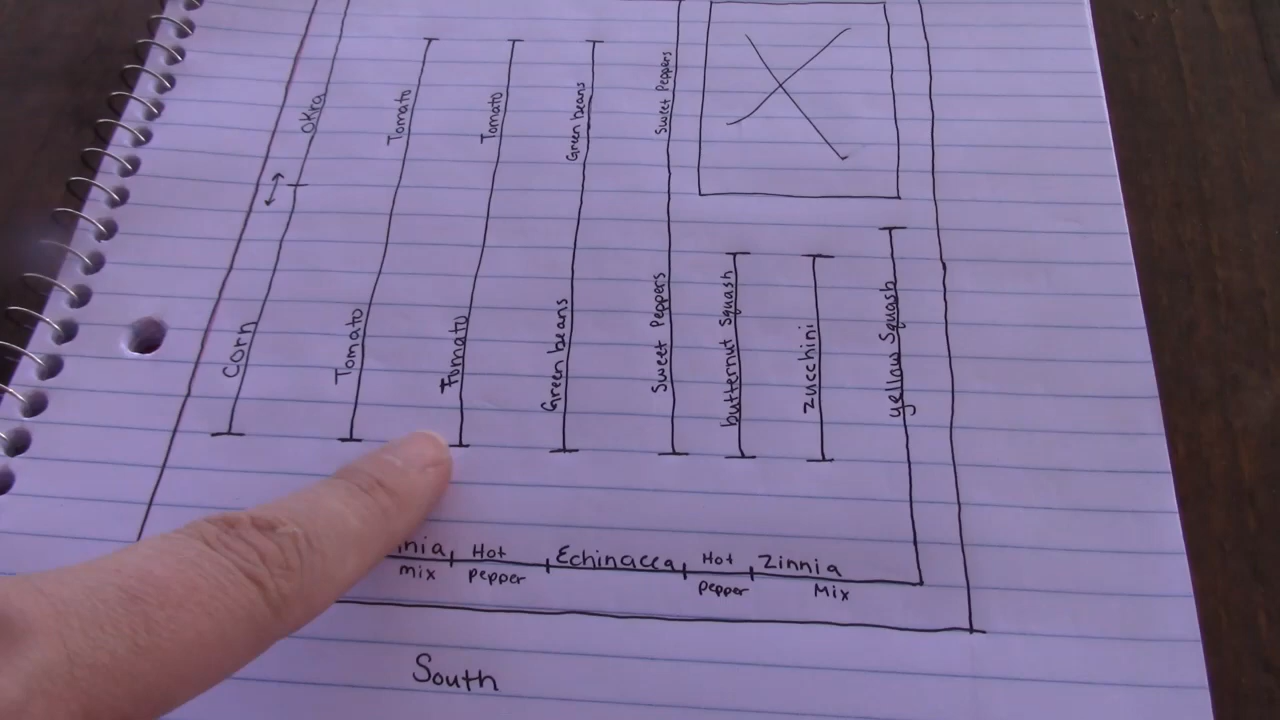 Okra
Tomato
Tomato
Green beans
Sweet Peppers
Corn
Tomato
Tomato
Green beans
Sweet Peppers
butternut Squash
Zucchini
yellow Squash
Hot
pepper
Echinacea
Hot
pepper
Zinnia
Mix
mix
South